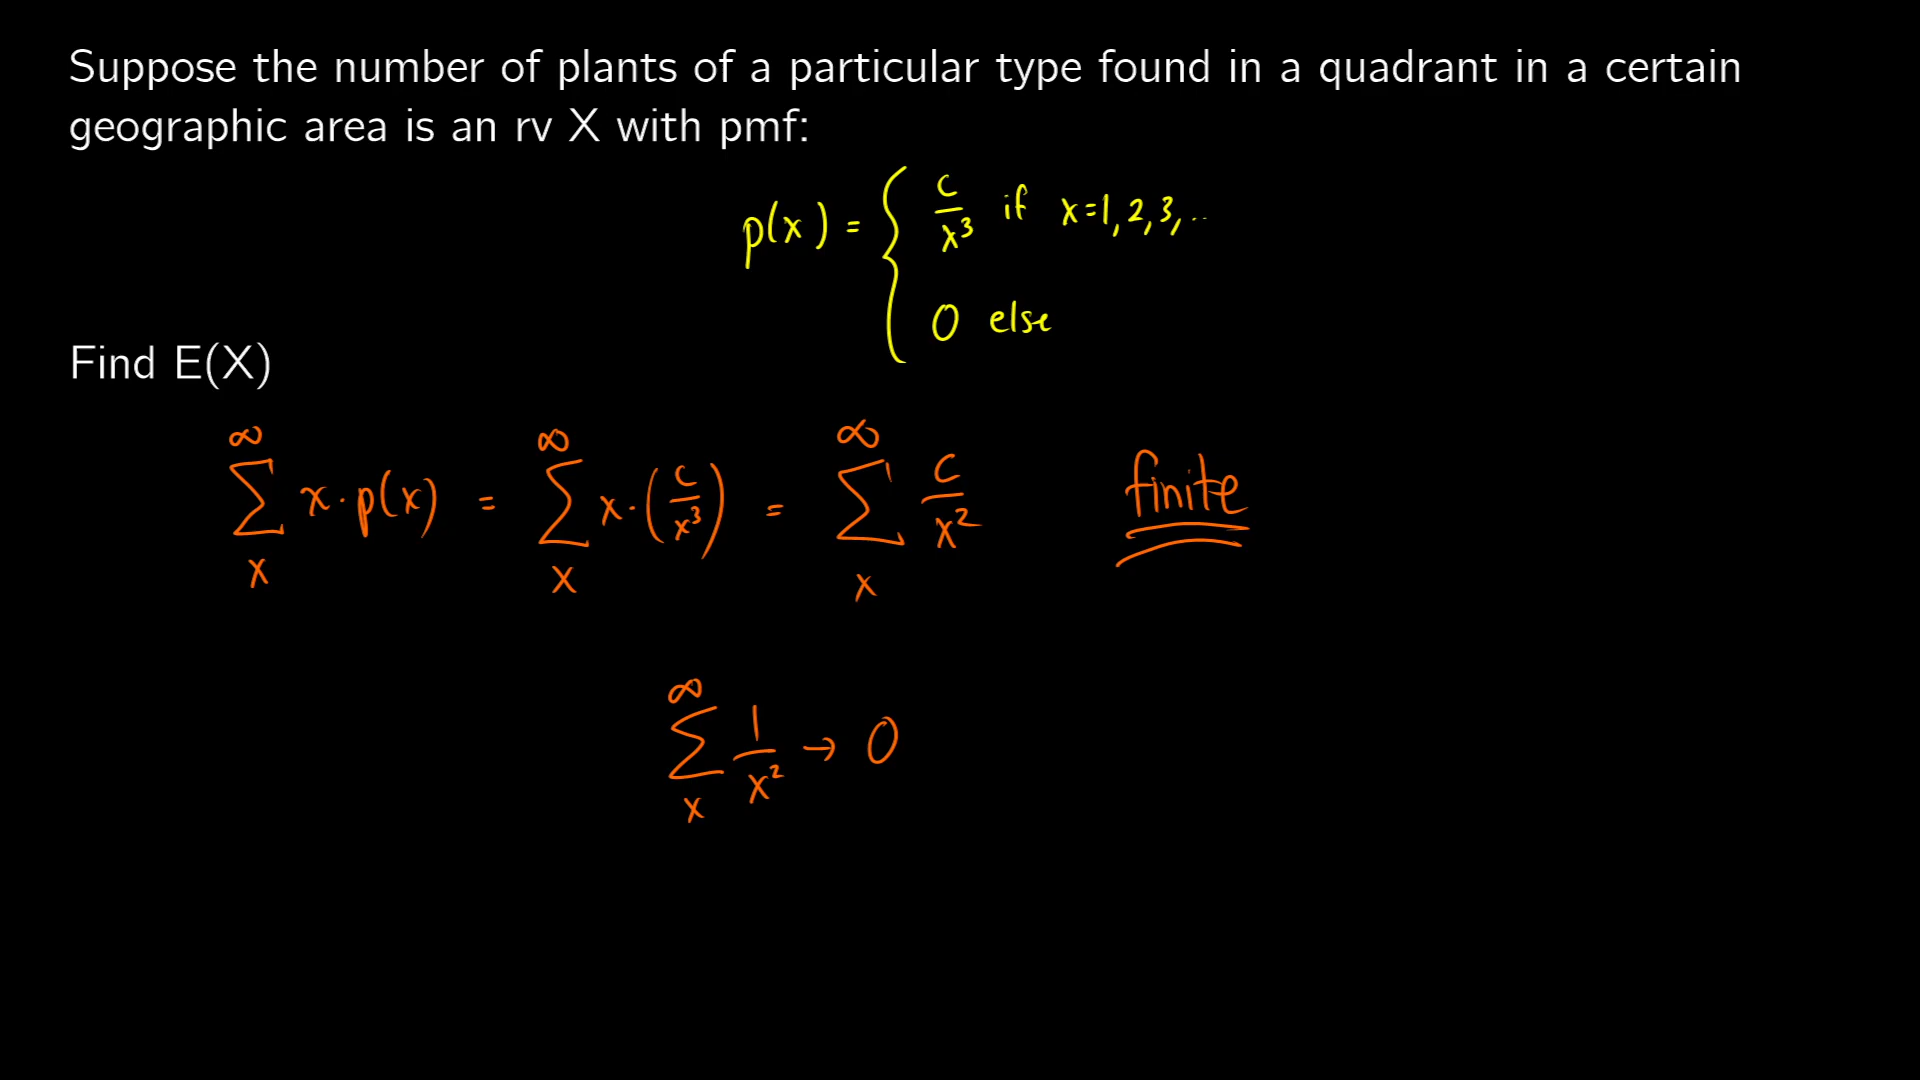 Suppose the number of plants of a particular type found in a quadrant in a certain
geographic area is an rv X with pmf:
p(x) = { c/x³ if x=1,2,3,...
0 else
Find E(X)
∞∑x x·p(x) = ∞∑x x·(c/x³) = ∞∑x c/x² finite
∞∑x 1/x² → 0